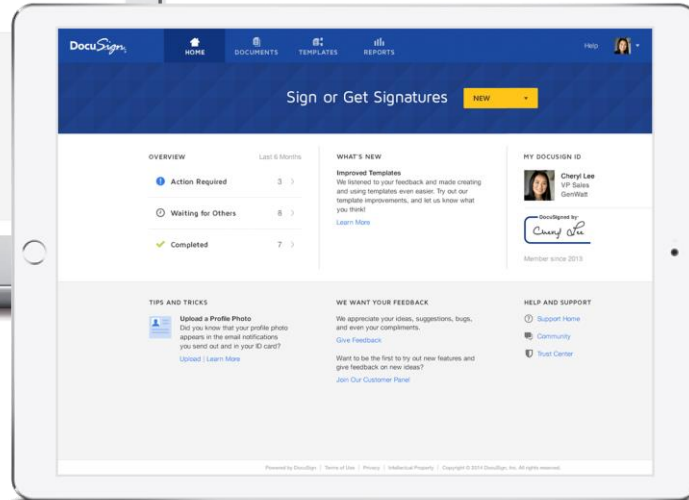 DocuSign
HOME
DOCUMENTS
TEMPLATES
REPORTS
Help
Sign or Get Signatures
NEW
OVERVIEW
Last 6 Months
Action Required 3
Waiting for Others 8
Completed 7
WHAT'S NEW
Improved Templates
We listened to your feedback and made creating
and using templates even easier. Try out our
template improvements, and let us know what
you think!
Learn More
MY DOCUSIGN ID
Cheryl Lee
VP Sales
GenWatt
DocuSigned by
Cheryl Lee
Member since 2013
TIPS AND TRICKS
Upload a Profile Photo
Did you know that your profile photo
appears in the email notifications
you send out and in your ID card?
Upload | Learn More
WE WANT YOUR FEEDBACK
We appreciate your ideas, suggestions, bugs,
and even your compliments.
Give Feedback
Want to be the first to try out new features and
give feedback on new ideas?
Join Our Customer Panel
HELP AND SUPPORT
Support Home
Community
Trust Center
Powered by DocuSign | Terms of Use | Privacy | Intellectual Property | Copyright © 2014 DocuSign, Inc. All rights reserved.